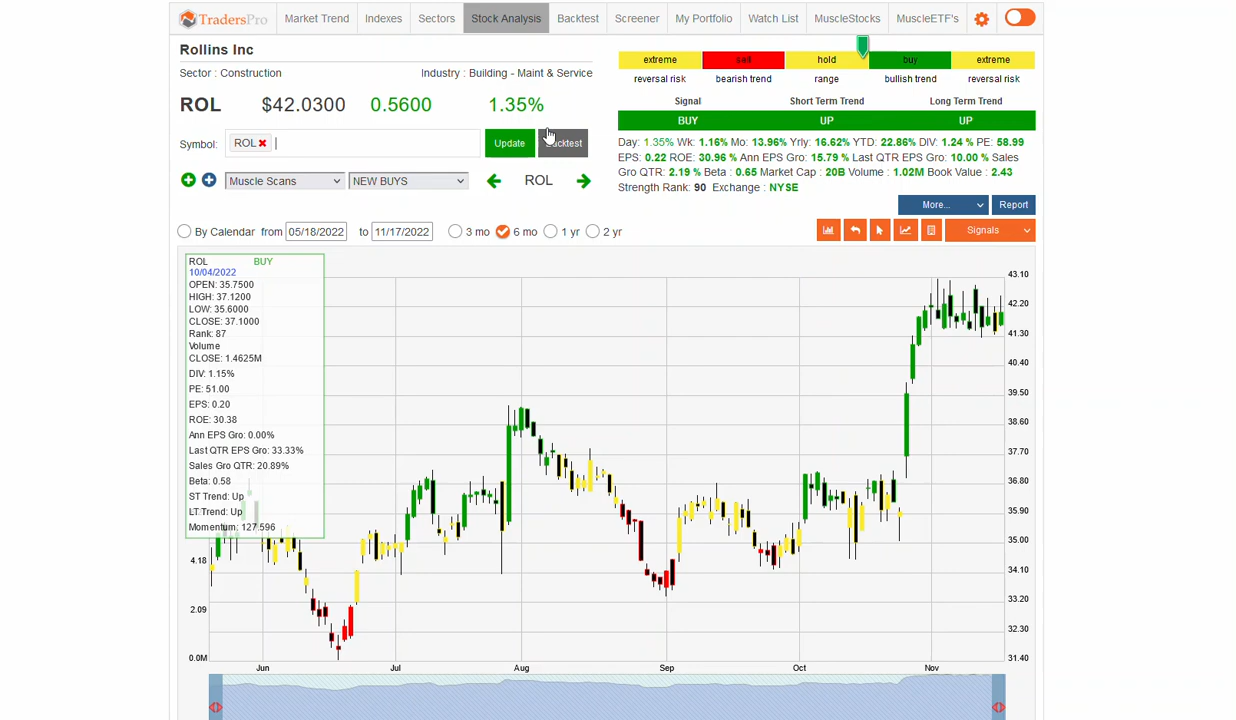 TradersPro Market Trend Indexes Sectors Stock Analysis Backtest Screener My Portfolio Watch List MuscleStocks MuscleETF's
Rollins Inc
Sector : Construction Industry : Building - Maint & Service
ROL $42.0300 0.5600 1.35%
Symbol: ROL Update Backtest
Muscle Scans NEW BUYS ROL
extreme sell hold buy extreme
reversal risk bearish trend range bullish trend reversal risk
Signal Short Term Trend Long Term Trend
BUY UP UP
Day: 1.35% Wk: 1.16% Mo: 13.96% Yrly: 16.62% YTD: 22.86% DIV: 1.24 % PE: 58.99
EPS: 0.22 ROE: 30.96 % Ann EPS Gro: 15.79 % Last QTR EPS Gro: 10.00 % Sales
Gro QTR: 2.19 % Beta : 0.65 Market Cap : 20B Volume : 1.02M Book Value : 2.43
Strength Rank: 90 Exchange : NYSE
More... Report
By Calendar from 05/18/2022 to 11/17/2022 3 mo 6 mo 1 yr 2 yr Signals
ROL BUY
10/04/2022
OPEN: 35.7500
HIGH: 37.1200
LOW: 35.6000
CLOSE: 37.1000
Rank: 87
Volume
CLOSE: 1.4625M
DIV: 1.15%
PE: 51.00
EPS: 0.20
ROE: 30.38
Ann EPS Gro: 0.00%
Last QTR EPS Gro: 33.33%
Sales Gro QTR: 20.89%
Beta: 0.58
ST Trend: Up
LT Trend: Up
Momentum: 127.596
4.18
2.09
0.0M
43.10
42.20
41.30
40.40
39.50
38.60
37.70
36.80
35.90
35.00
34.10
33.20
32.30
31.40
Jun Jul Aug Sep Oct Nov